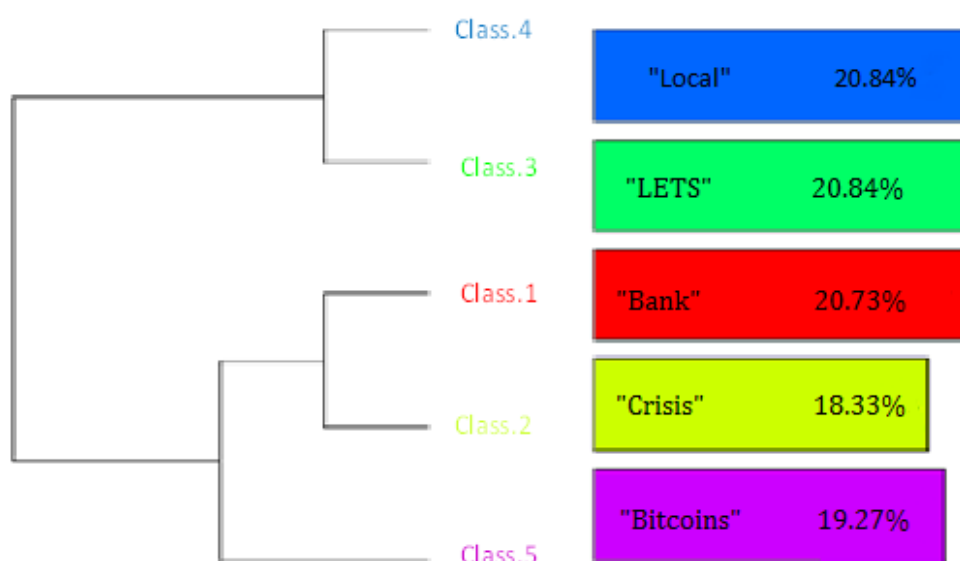 Class.4
"Local" 20.84%
Class.3
"LETS" 20.84%
Class.1
"Bank" 20.73%
Class.2
"Crisis" 18.33%
Class.5
"Bitcoins" 19.27%